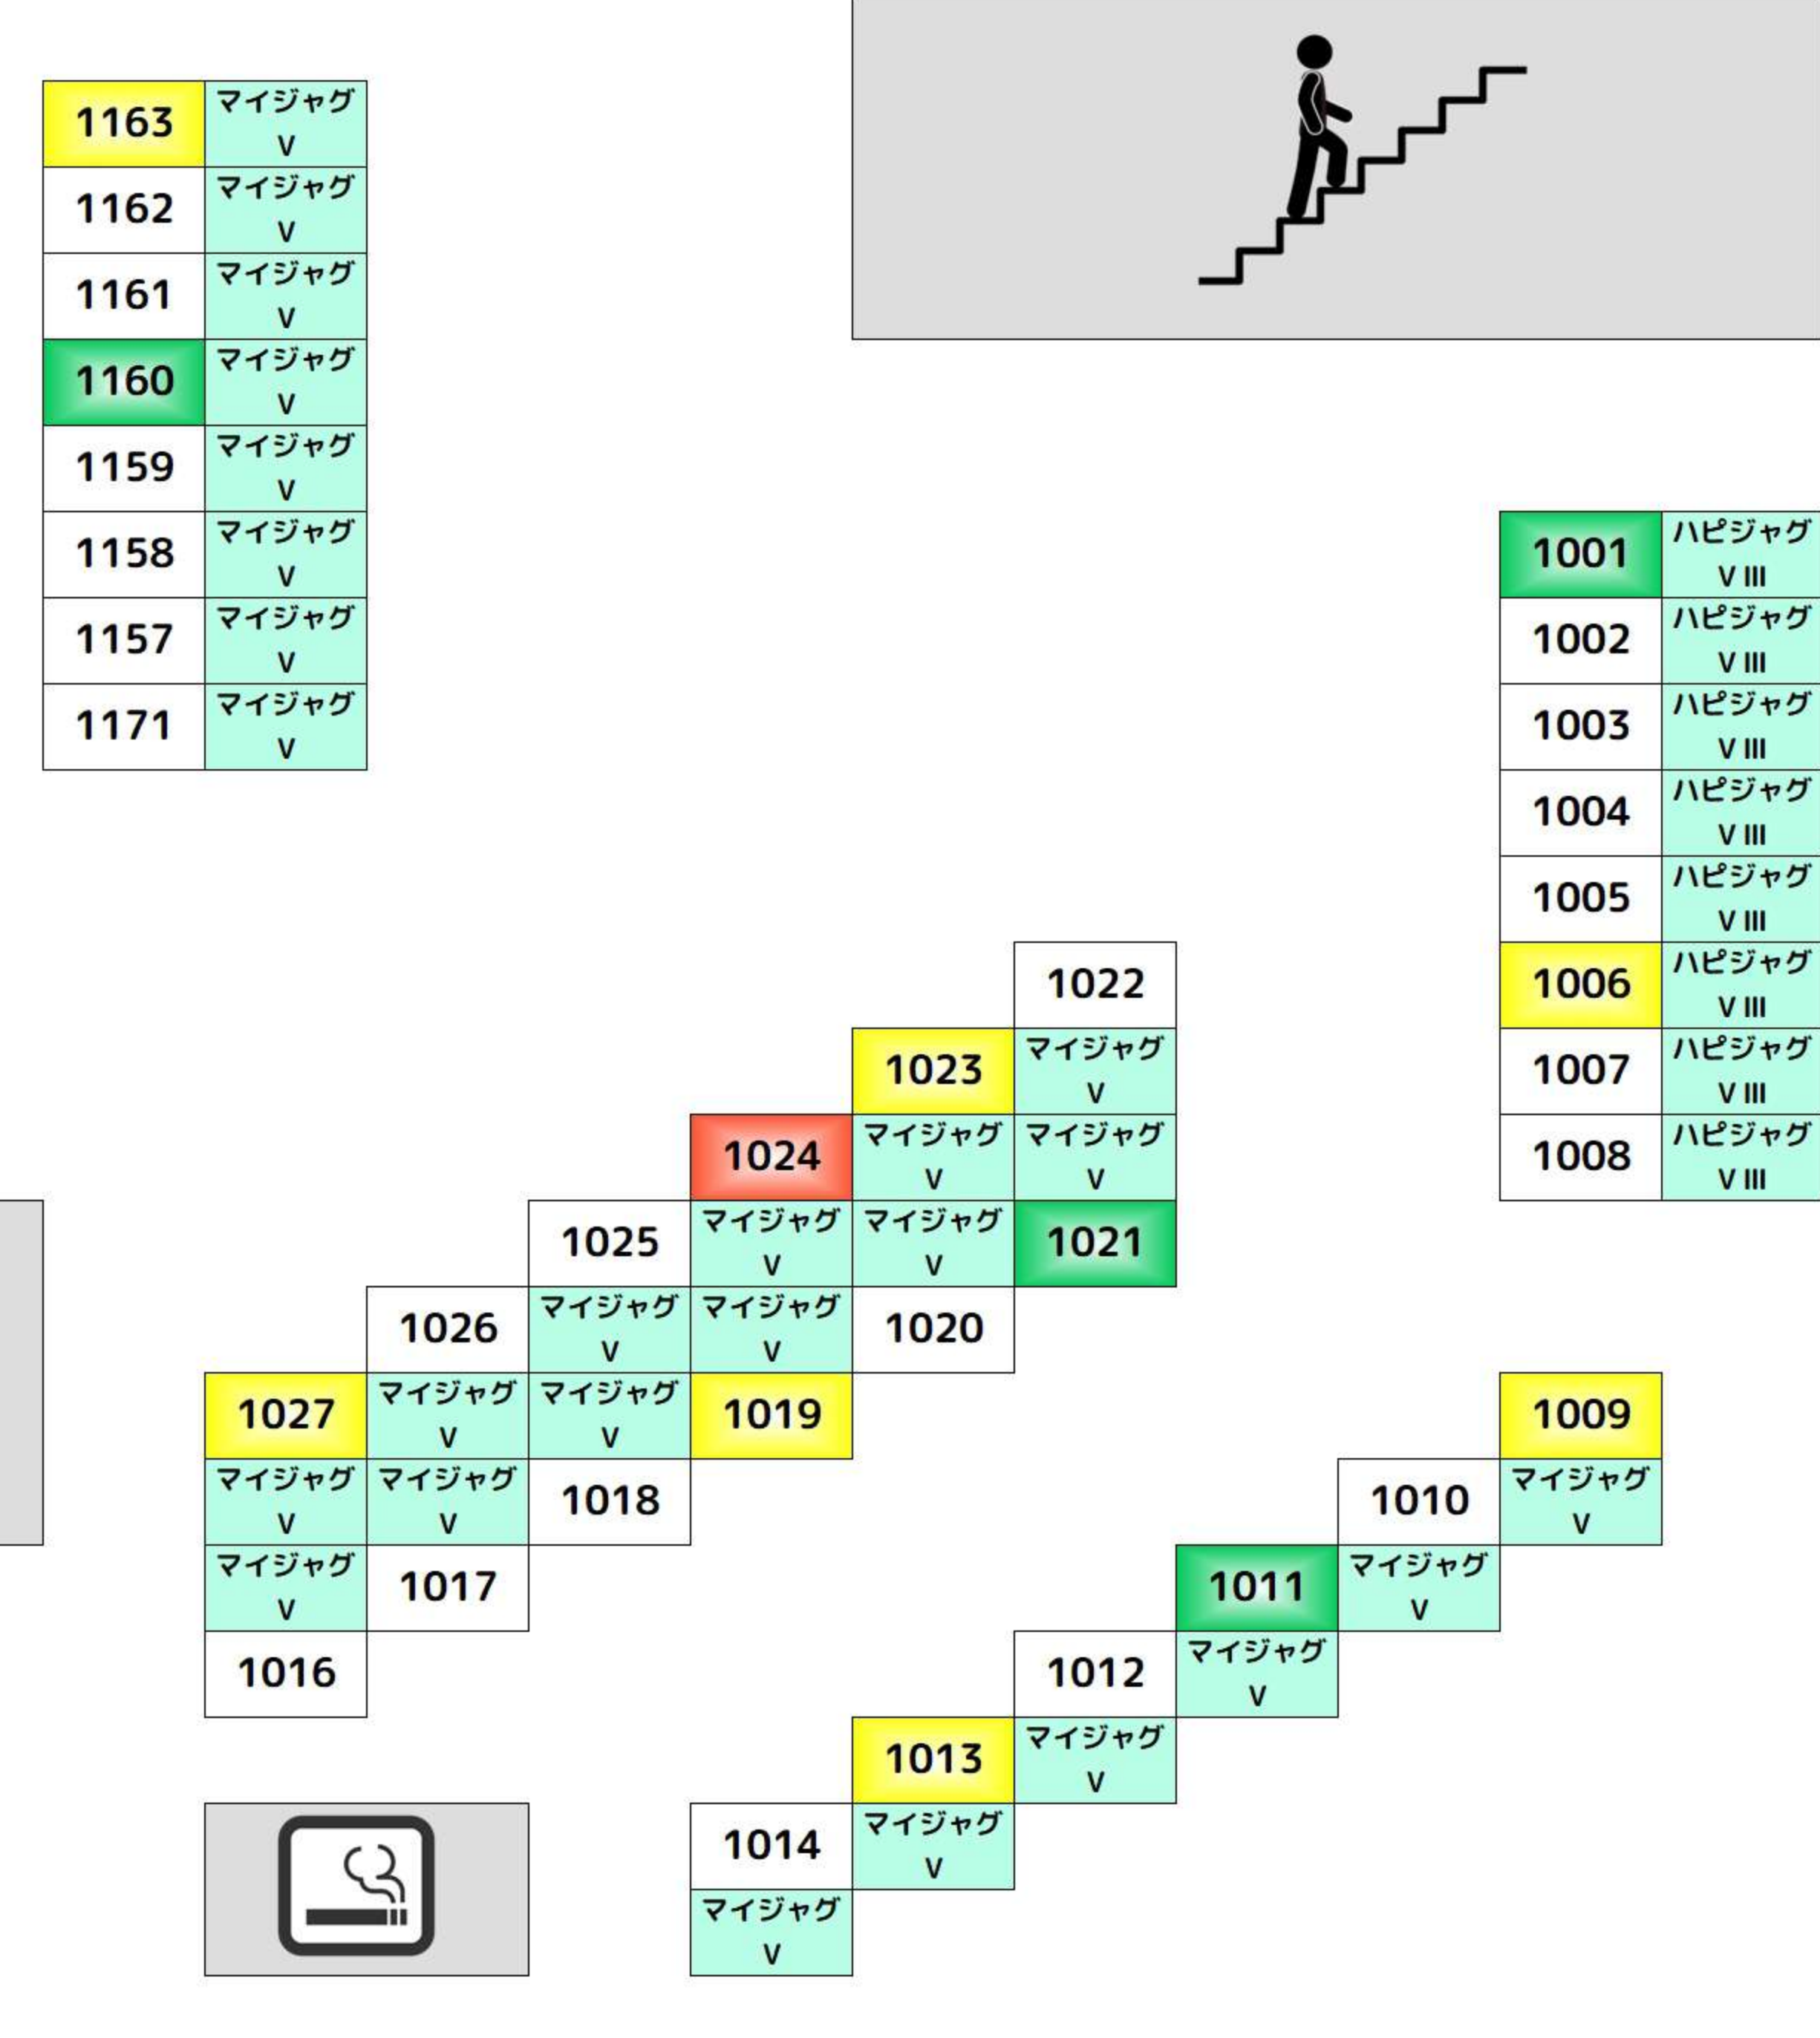 1163 マイジャグ
V
1162 マイジャグ
V
1161 マイジャグ
V
1160 マイジャグ
V
1159 マイジャグ
V
1158 マイジャグ
V
1157 マイジャグ
V
1171 マイジャグ
V
1001 ハピジャグ
V III
1002 ハピジャグ
V III
1003 ハピジャグ
V III
1004 ハピジャグ
V III
1005 ハピジャグ
V III
1006 ハピジャグ
V III
1007 ハピジャグ
V III
1008 ハピジャグ
V III
1022
1023 マイジャグ
V
1024 マイジャグ マイジャグ
V V
1025 マイジャグ マイジャグ 1021
V V
1026 マイジャグ マイジャグ 1020
V V
1027 マイジャグ マイジャグ 1019
V V
マイジャグ マイジャグ 1018
V V
マイジャグ 1017
V
1016
1009
1010 マイジャグ
V
1011 マイジャグ
V
1012 マイジャグ
V
1013 マイジャグ
V
1014 マイジャグ
V
マイジャグ
V